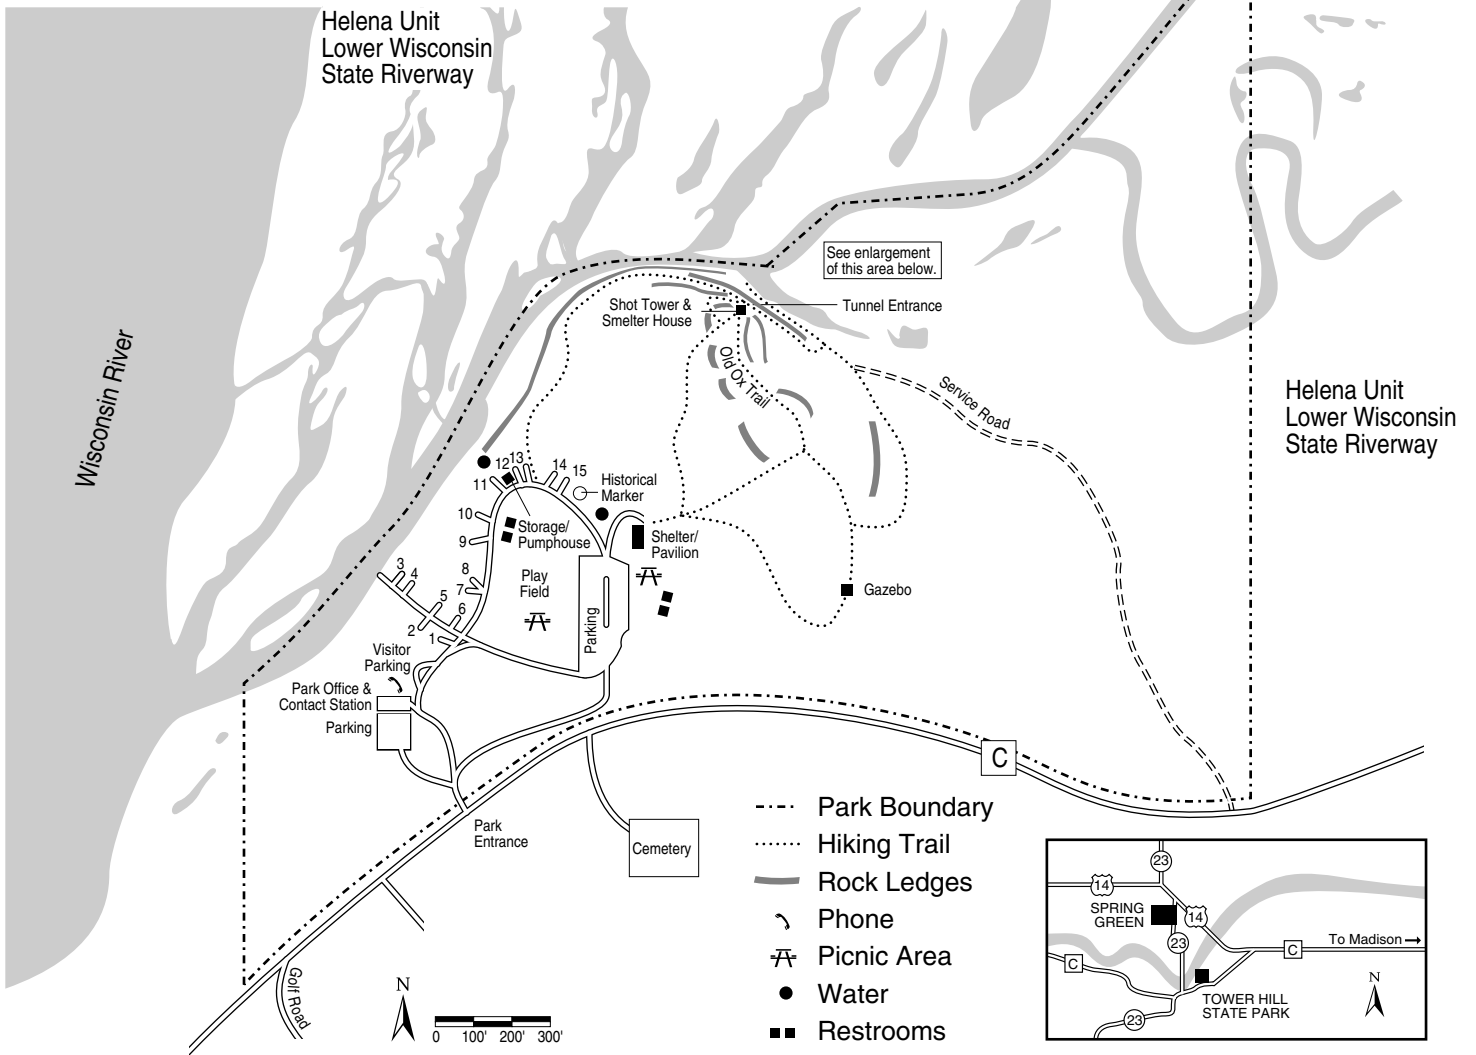 Helena Unit
Lower Wisconsin
State Riverway
See enlargement
of this area below.
Shot Tower &
Smelter House
Tunnel Entrance
Old Ox Trail
Service Road
Wisconsin River
Helena Unit
Lower Wisconsin
State Riverway
12
13
14
15
11
Historical
Marker
10
Storage/
Pumphouse
9
Shelter/
Pavilion
3
4
8
7
Play
Field
Gazebo
5
6
2
1
Parking
Visitor
Parking
Park Office &
Contact Station
Parking
C
Park
Entrance
Cemetery
Golf Road
Park Boundary
Hiking Trail
Rock Ledges
Phone
Picnic Area
Water
Restrooms
N
0 100' 200' 300'
23
14
SPRING
GREEN
14
23
To Madison
C
C
N
TOWER HILL
STATE PARK
23